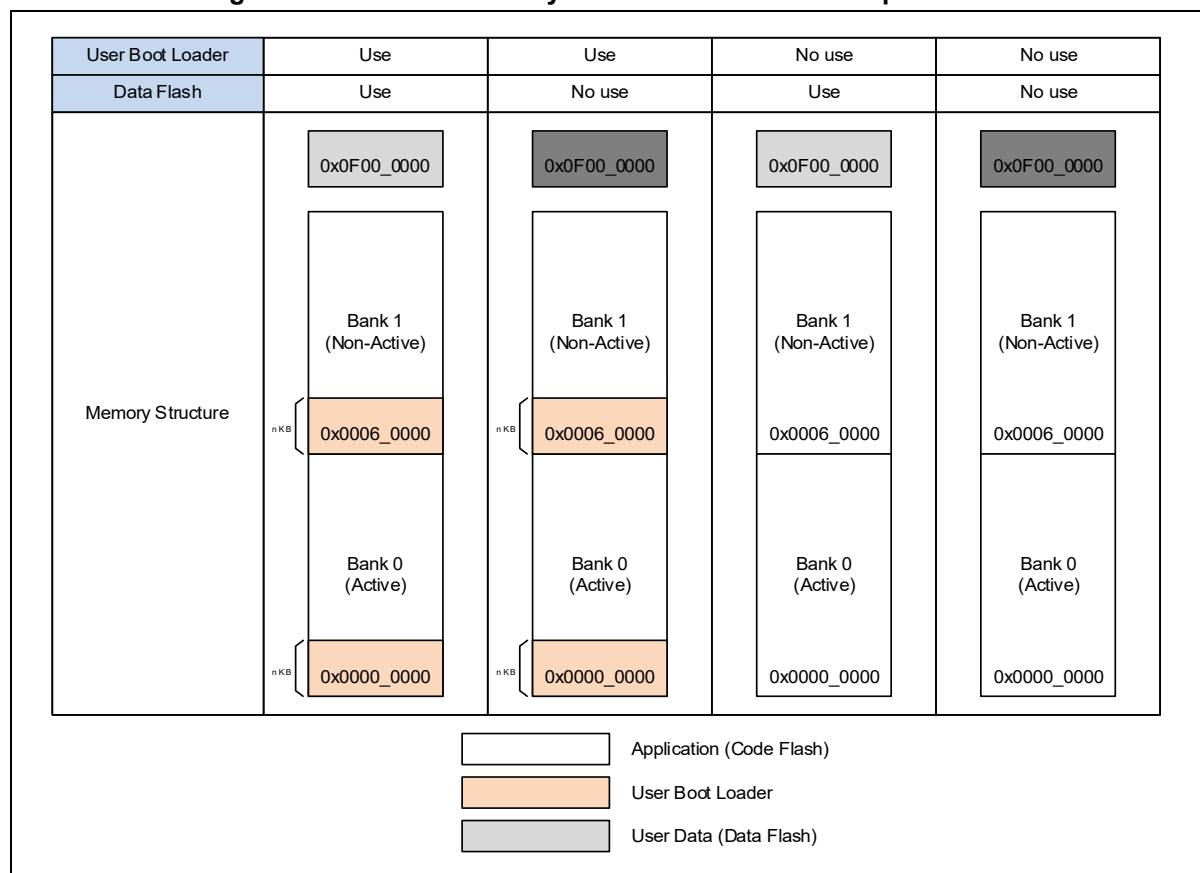 User Boot Loader Use Use No use No use
Data Flash Use No use Use No use
0x0F00_0000 0x0F00_0000 0x0F00_0000 0x0F00_0000
Bank 1 Bank 1 Bank 1 Bank 1
(Non-Active) (Non-Active) (Non-Active) (Non-Active)
Memory Structure
nKB 0x0006_0000 nKB 0x0006_0000 0x0006_0000 0x0006_0000
Bank 0 Bank 0 Bank 0 Bank 0
(Active) (Active) (Active) (Active)
nKB 0x0000_0000 nKB 0x0000_0000 0x0000_0000 0x0000_0000
Application (Code Flash)
User Boot Loader
User Data (Data Flash)